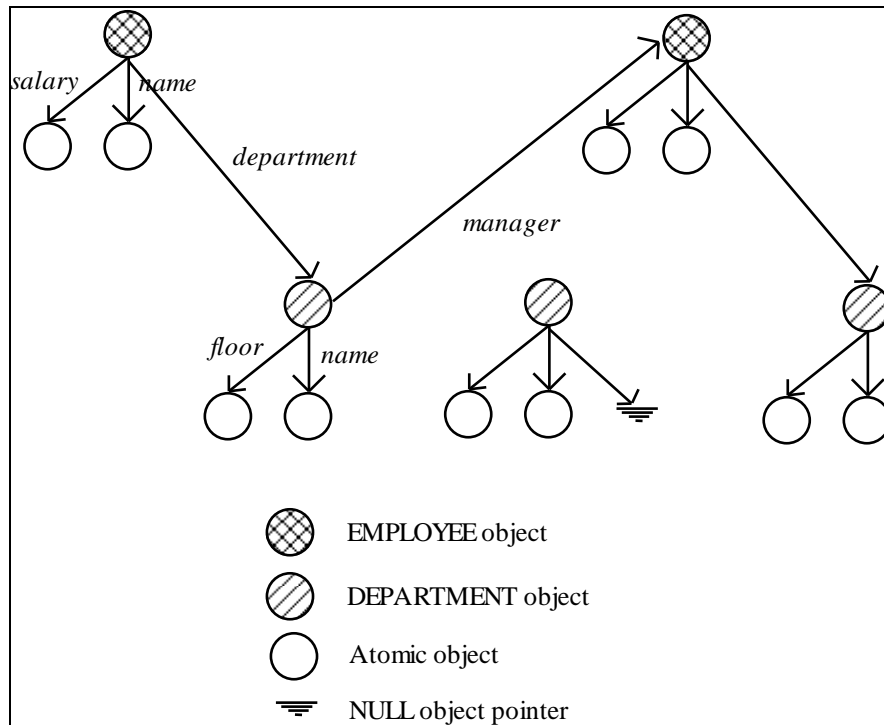 salary
name
department
manager
floor
name
EMPLOYEE object
DEPARTMENT object
Atomic object
NULL object pointer